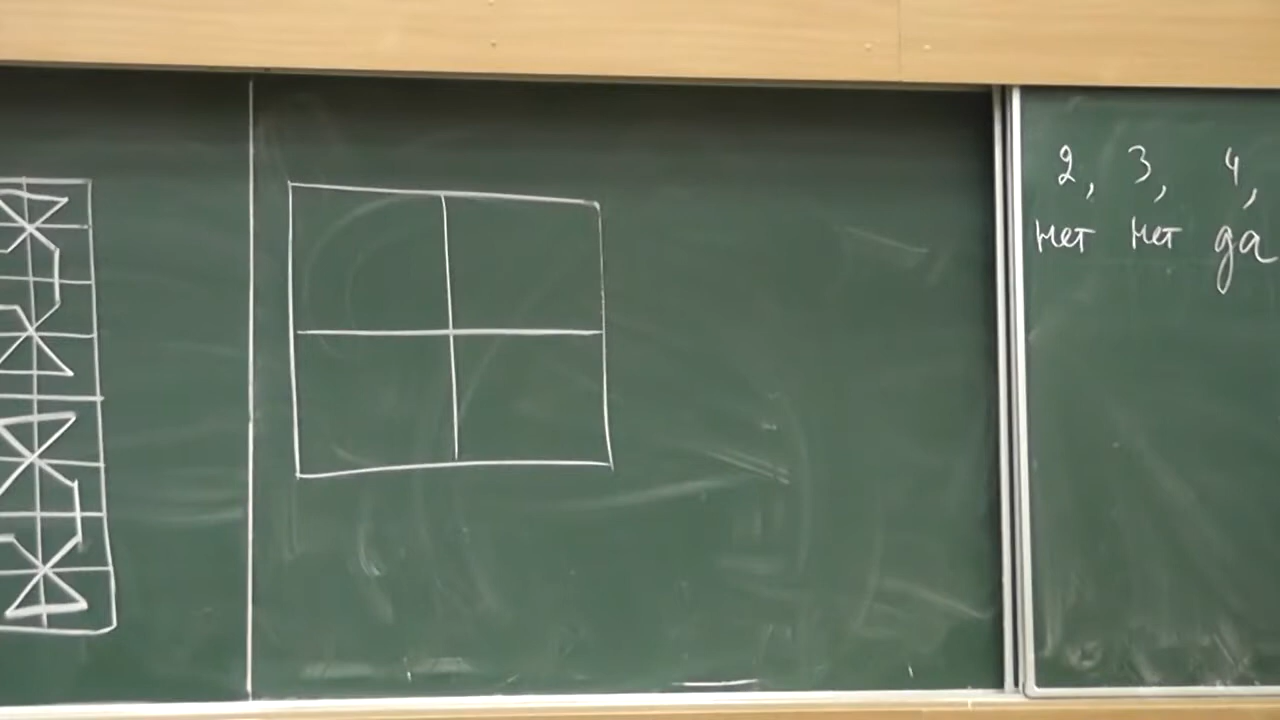 2, 3, 4,
нет нет да